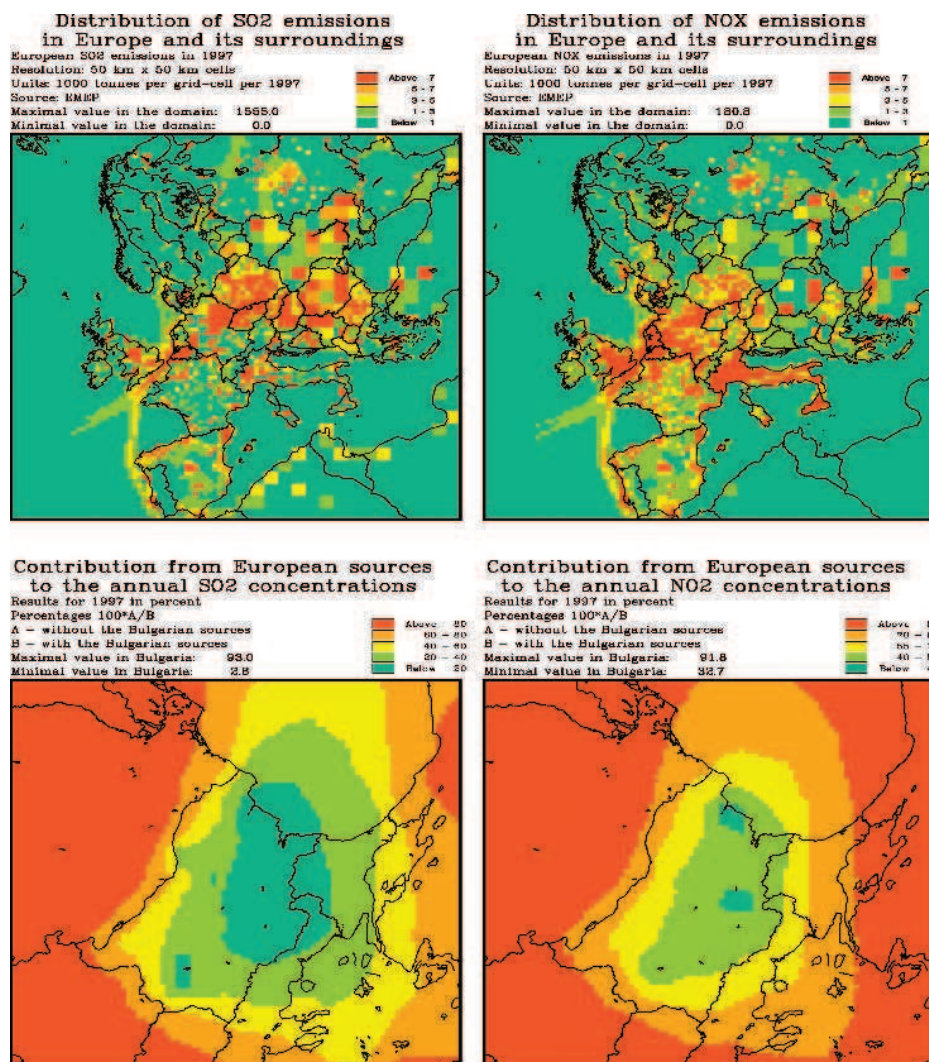 Distribution of SO2 emissions
in Europe and its surroundings
European SO2 emissions in 1997
Resolution: 50 km x 50 km cells
Units: 1000 tonnes per grid-cell per 1997
Source: EMEP
Maximal value in the domain: 1565.0
Minimal value in the domain: 0.0
Above 7
5 - 7
3 - 5
1 - 3
Below 1
Distribution of NOX emissions
in Europe and its surroundings
European NOX emissions in 1997
Resolution: 50 km x 50 km cells
Units: 1000 tonnes per grid-cell per 1997
Source: EMEP
Maximal value in the domain: 180.8
Minimal value in the domain: 0.0
Above 7
5 - 7
3 - 5
1 - 3
Below 1
Contribution from European sources
to the annual SO2 concentrations
Results for 1997 in percent
Percentages 100*A/B
A - without the Bulgarian sources
B - with the Bulgarian sources
Maximal value in Bulgaria: 93.0
Minimal value in Bulgaria: 2.8
Above 80
60 - 80
40 - 60
20 - 40
Below 20
Contribution from European sources
to the annual NO2 concentrations
Results for 1997 in percent
Percentages 100*A/B
A - without the Bulgarian sources
B - with the Bulgarian sources
Maximal value in Bulgaria: 91.8
Minimal value in Bulgaria: 32.7
Above
70 -
55 -
40 -
Below